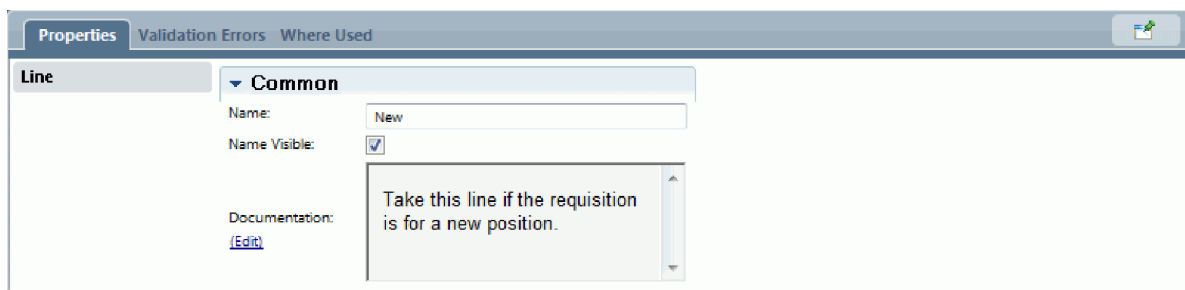 Properties Validation Errors Where Used
Line
Common
Name: New
Name Visible:
Documentation:
(Edit)
Take this line if the requisition
is for a new position.